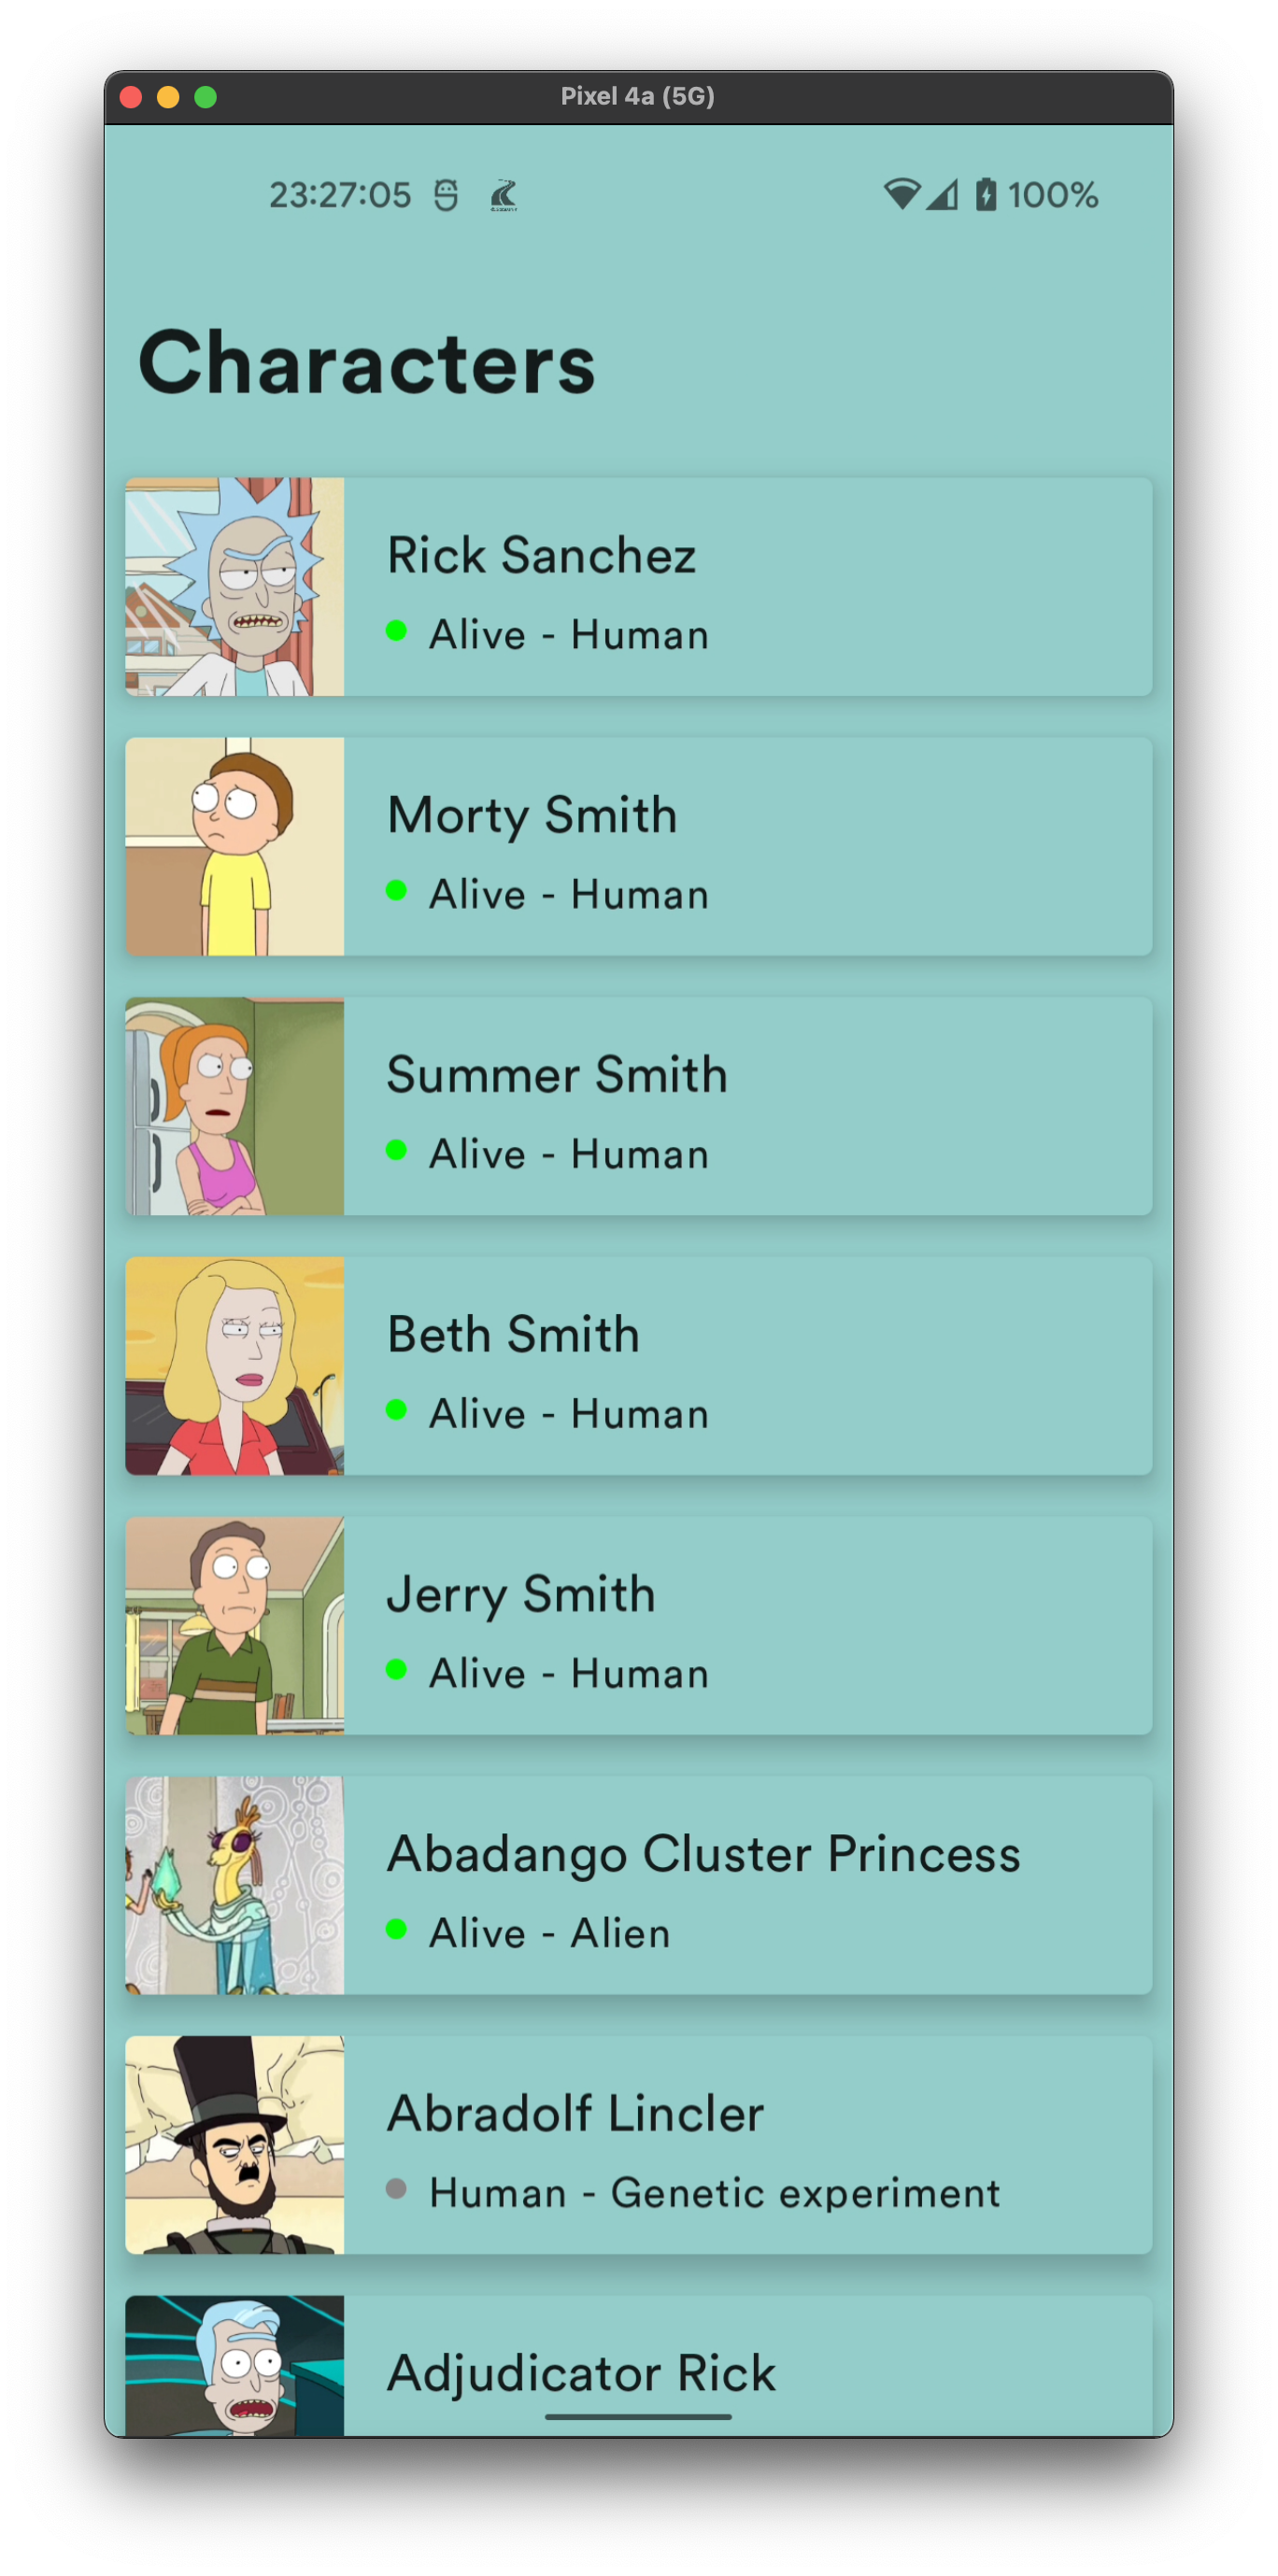 Pixel 4a (5G)
23:27:05 100%
Characters
Rick Sanchez
Alive - Human
Morty Smith
Alive - Human
Summer Smith
Alive - Human
Beth Smith
Alive - Human
Jerry Smith
Alive - Human
Abadango Cluster Princess
Alive - Alien
Abradolf Lincler
Human - Genetic experiment
Adjudicator Rick